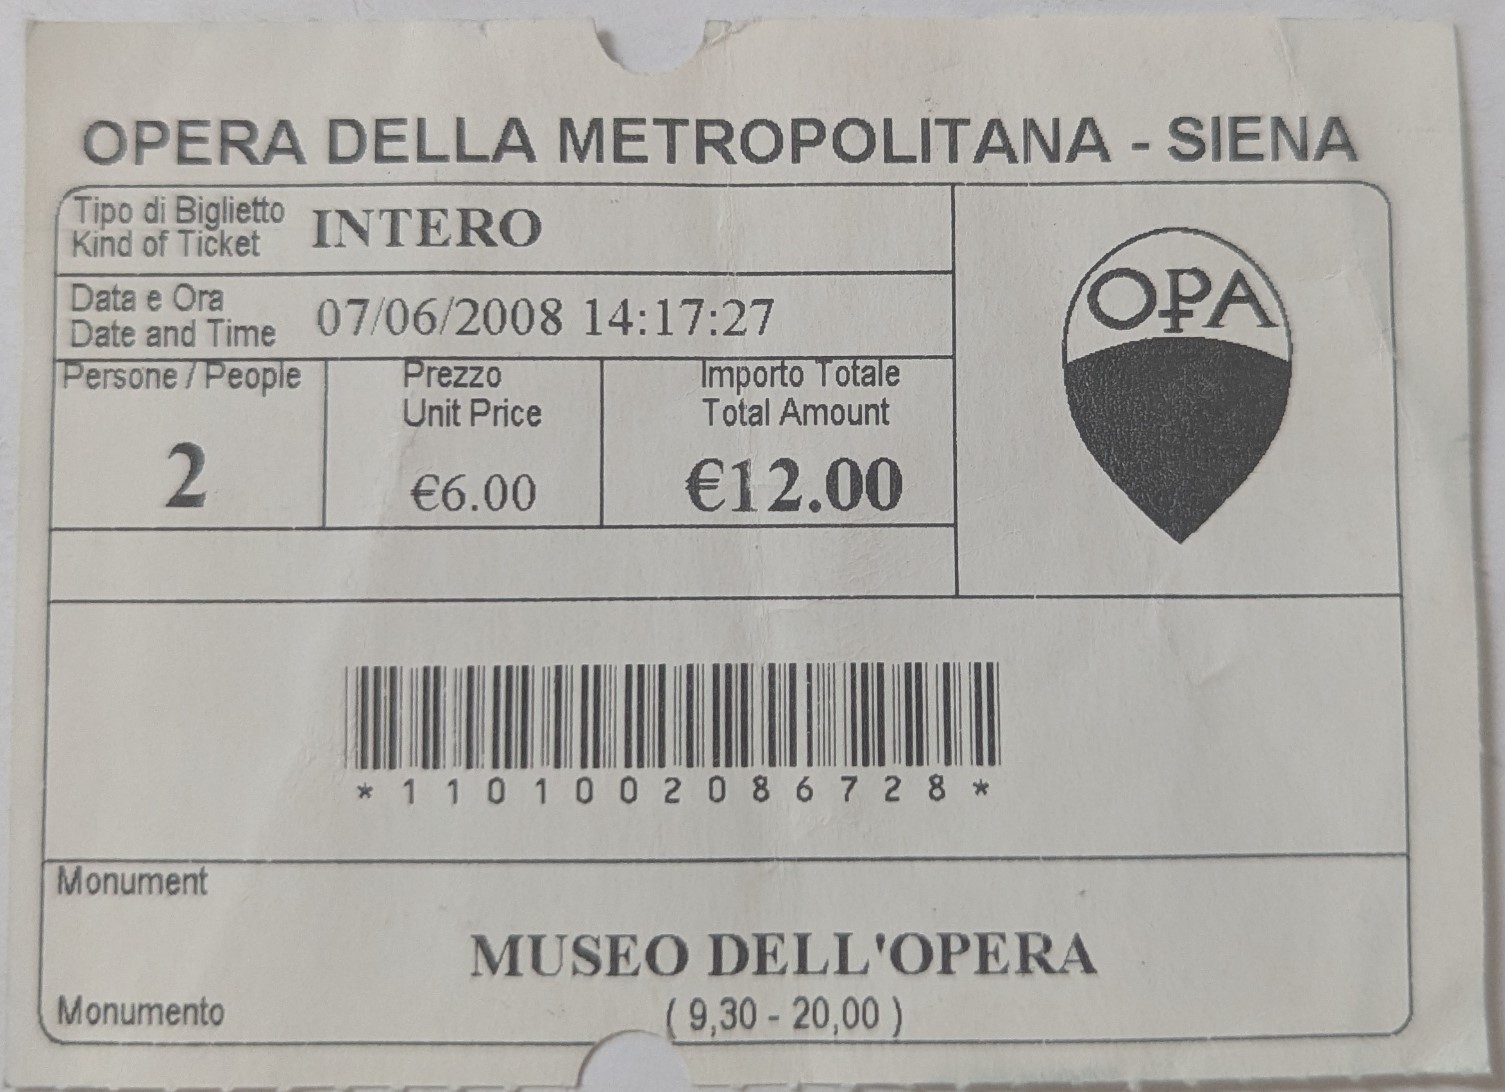 OPERA DELLA METROPOLITANA - SIENA
Tipo di Biglietto
Kind of Ticket
INTERO
Data e Ora
Date and Time
07/06/2008 14:17:27
OPA
Persone / People
2
Prezzo
Unit Price
€6.00
Importo Totale
Total Amount
€12.00
*1101002086728*
Monument
MUSEO DELL'OPERA
Monumento
( 9,30 - 20,00 )